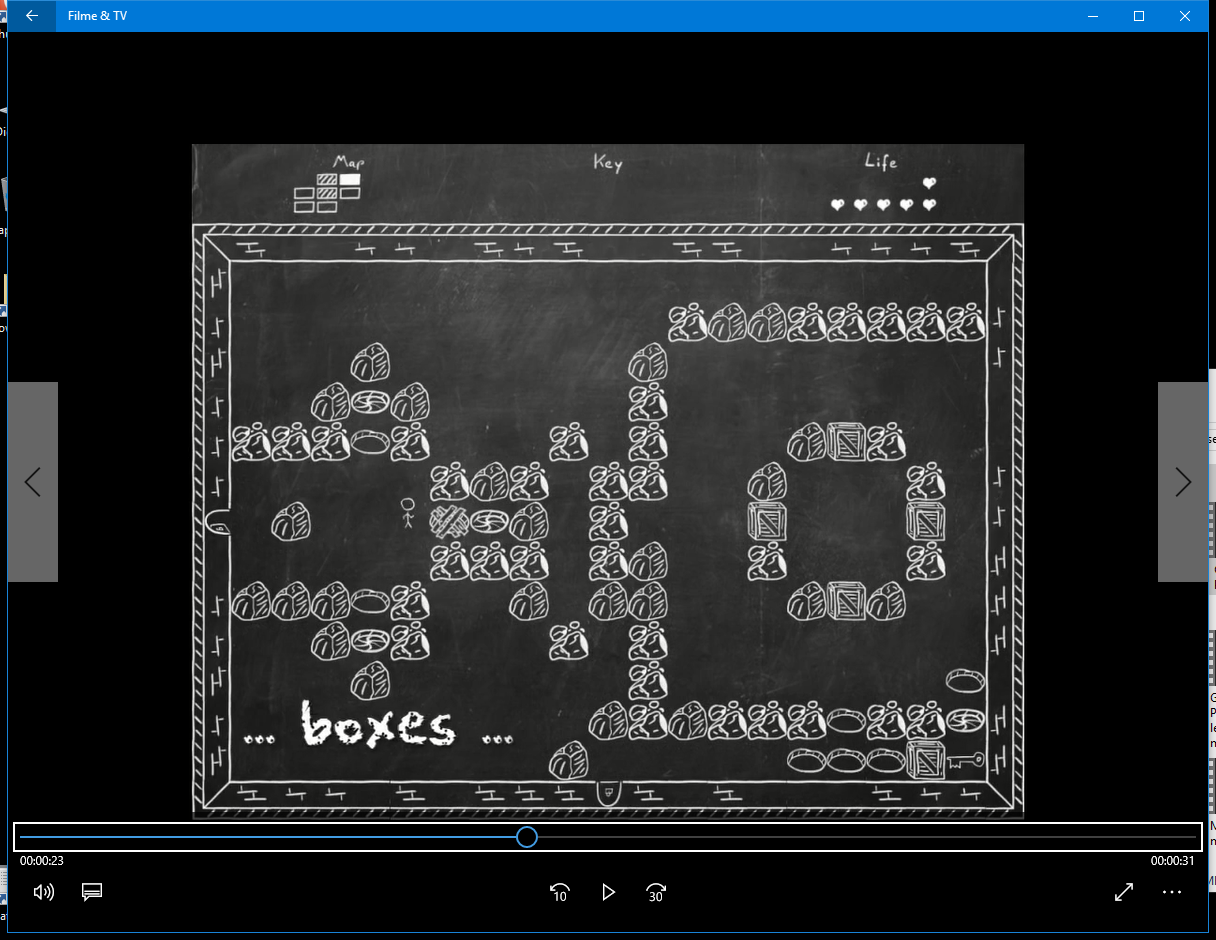 Filme & TV
Map
Key
Life
... boxes ...
00:00:23
00:00:31
10
30